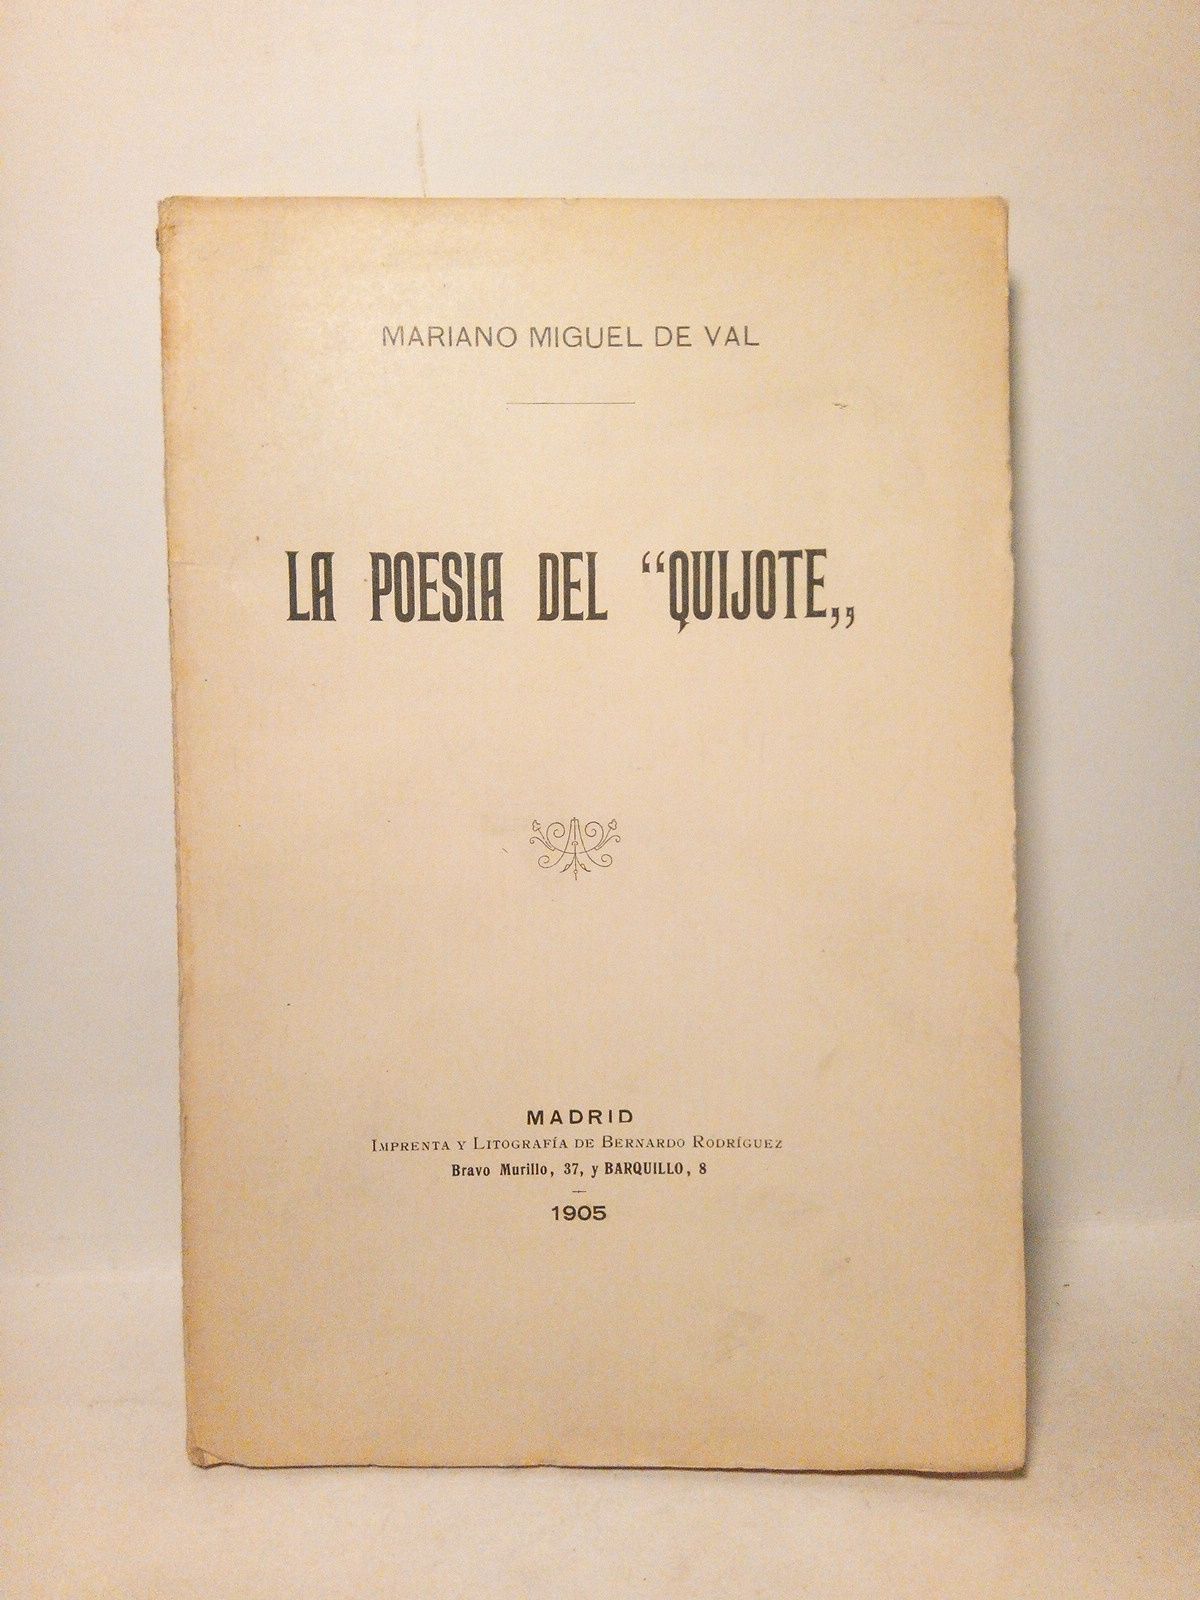 MARIANO MIGUEL DE VAL
LA POESIA DEL “QUIJOTE„
MADRID
IMPRENTA Y LITOGRAFÍA DE BERNARDO RODRÍGUEZ
Bravo Murillo, 37, y BARQUILLO, 8
1905